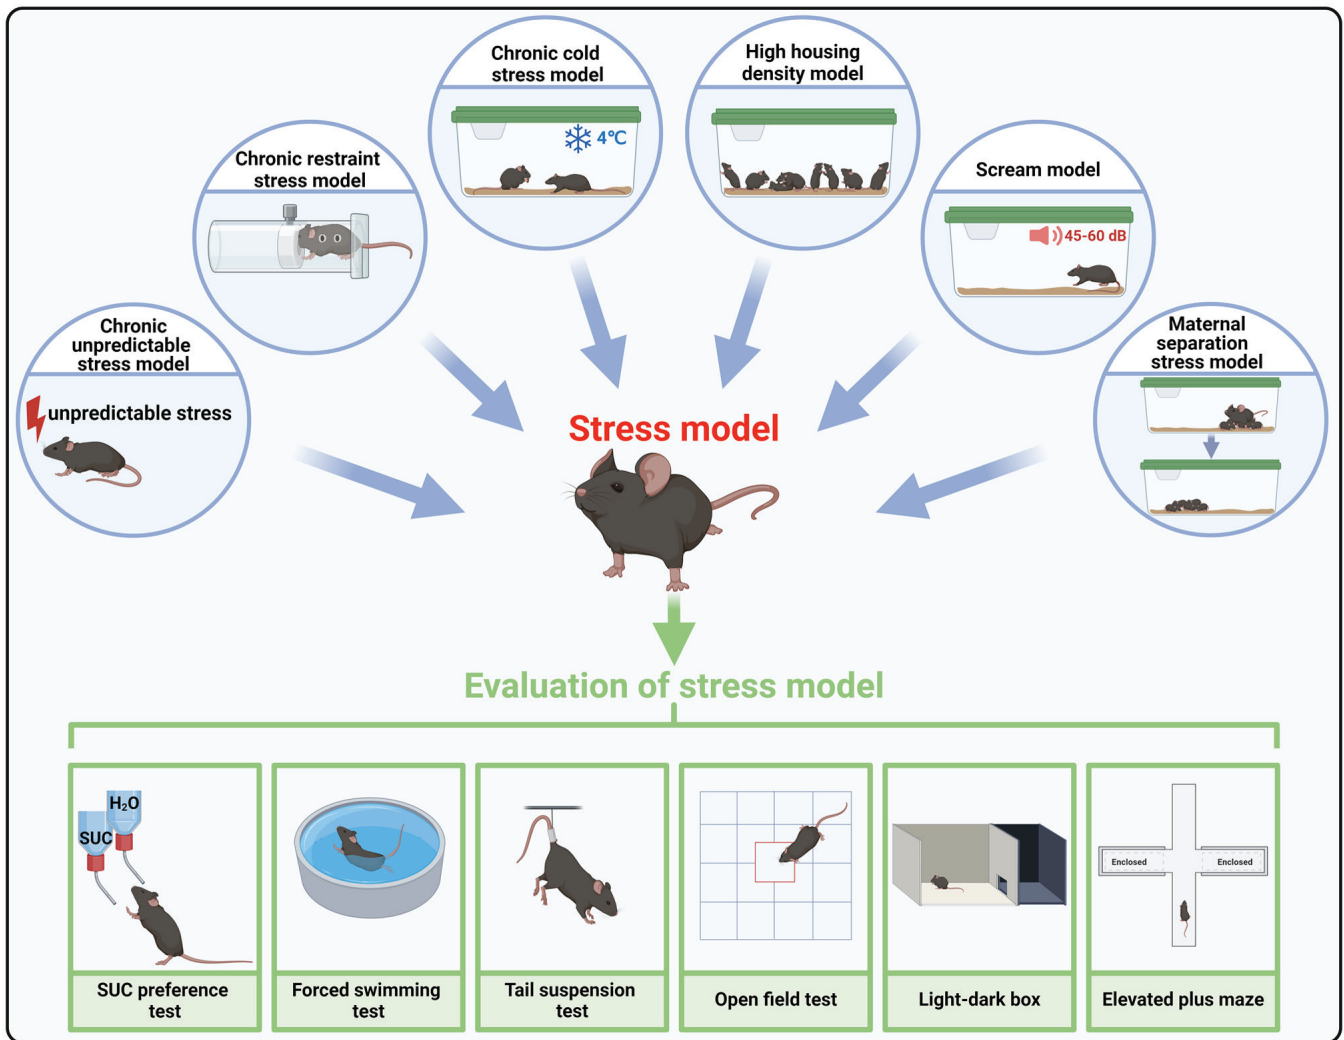 Chronic cold
stress model
4℃
High housing
density model
Chronic restraint
stress model
Scream model
45-60 dB
Chronic
unpredictable
stress model
unpredictable stress
Maternal
separation
stress model
Stress model
Evaluation of stress model
H₂O
SUC
Enclosed
Enclosed
SUC preference
test
Forced swimming
test
Tail suspension
test
Open field test
Light-dark box
Elevated plus maze